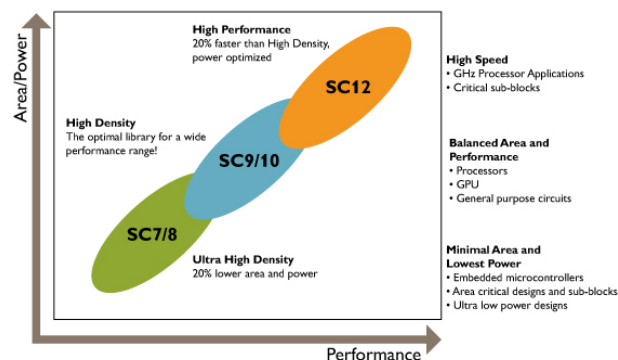 Area/Power
High Performance
20% faster than High Density,
power optimized
SC12
High Density
The optimal library for a wide
performance range!
SC9/10
SC7/8
Ultra High Density
20% lower area and power
High Speed
• GHz Processor Applications
• Critical sub-blocks
Balanced Area and
Performance
• Processors
• GPU
• General purpose circuits
Minimal Area and
Lowest Power
• Embedded microcontrollers
• Area critical designs and sub-blocks
• Ultra low power designs
Performance